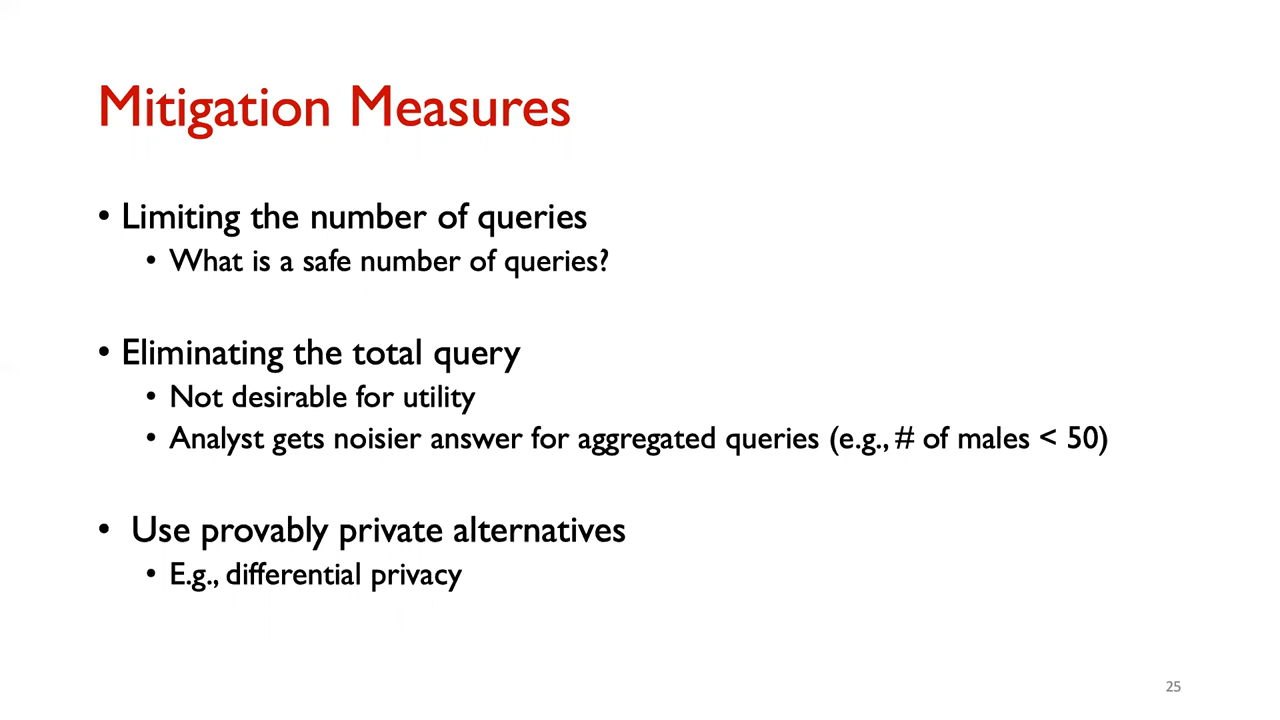 Mitigation Measures
• Limiting the number of queries
• What is a safe number of queries?
• Eliminating the total query
• Not desirable for utility
• Analyst gets noisier answer for aggregated queries (e.g., # of males < 50)
• Use provably private alternatives
• E.g., differential privacy
25